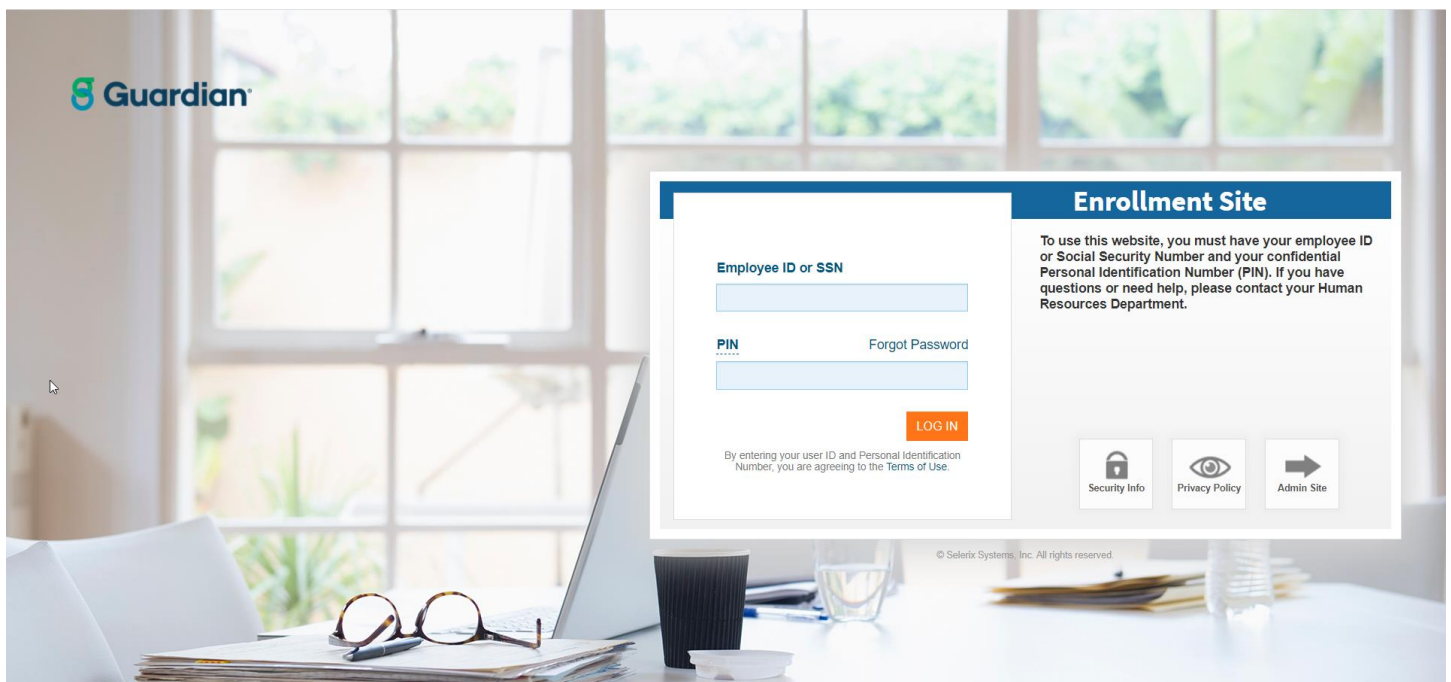 Guardian
Enrollment Site
Employee ID or SSN
PIN
Forgot Password
LOG IN
By entering your user ID and Personal Identification
Number, you are agreeing to the Terms of Use.
To use this website, you must have your employee ID
or Social Security Number and your confidential
Personal Identification Number (PIN). If you have
questions or need help, please contact your Human
Resources Department.
Security Info
Privacy Policy
Admin Site
© Selerix Systems, Inc. All rights reserved.